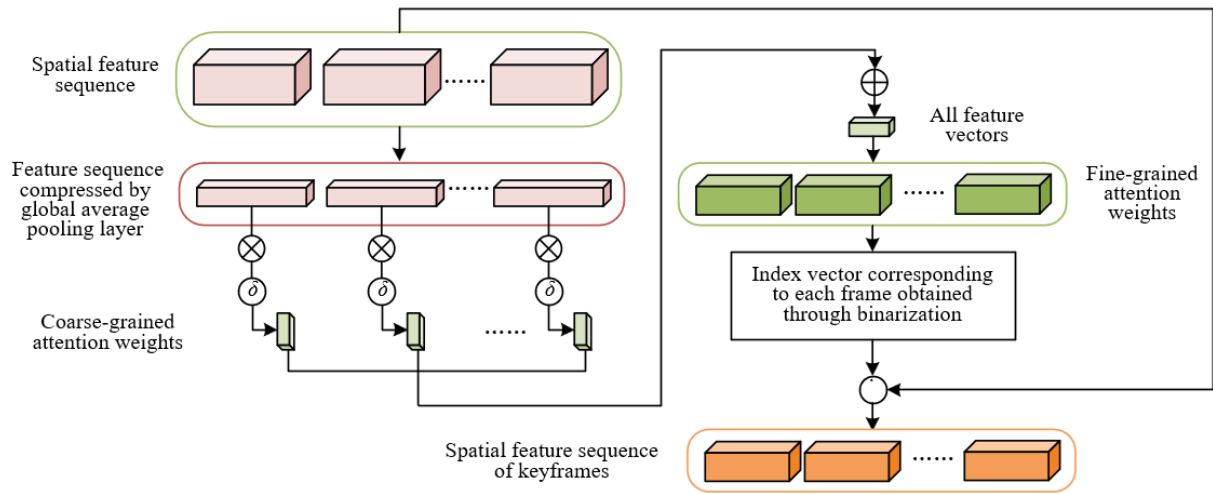 Spatial feature
sequence
......
Feature sequence
compressed by
global average
pooling layer
......
δ
δ
δ
Coarse-grained
attention weights
......
All feature
vectors
Fine-grained
attention weights
......
Index vector corresponding
to each frame obtained
through binarization
Spatial feature sequence
of keyframes
......